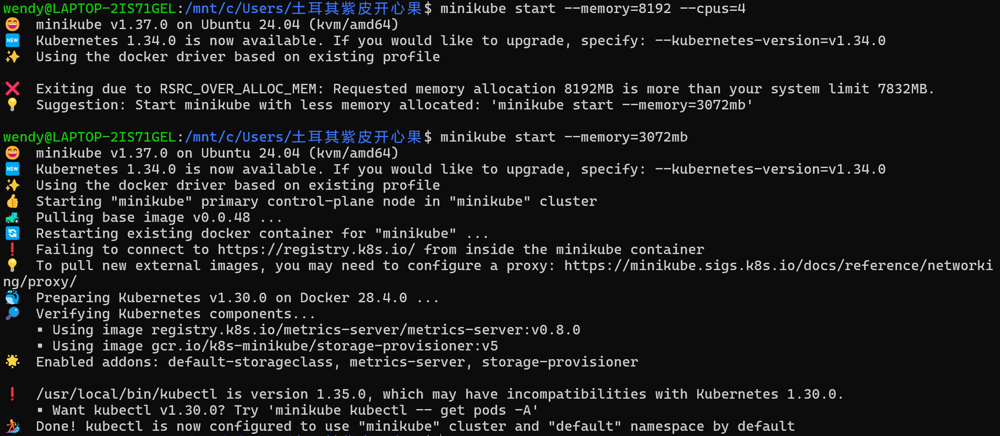 wendy@LAPTOP-2IS71GEL:/mnt/c/Users/土耳其紫皮开心果$ minikube start --memory=8192 --cpus=4
😄 minikube v1.37.0 on Ubuntu 24.04 (kvm/amd64)
🆕 Kubernetes 1.34.0 is now available. If you would like to upgrade, specify: --kubernetes-version=v1.34.0
✨ Using the docker driver based on existing profile
❌ Exiting due to RSRC_OVER_ALLOC_MEM: Requested memory allocation 8192MB is more than your system limit 7832MB.
💡 Suggestion: Start minikube with less memory allocated: 'minikube start --memory=3072mb'
wendy@LAPTOP-2IS71GEL:/mnt/c/Users/土耳其紫皮开心果$ minikube start --memory=3072mb
😄 minikube v1.37.0 on Ubuntu 24.04 (kvm/amd64)
🆕 Kubernetes 1.34.0 is now available. If you would like to upgrade, specify: --kubernetes-version=v1.34.0
✨ Using the docker driver based on existing profile
👍 Starting "minikube" primary control-plane node in "minikube" cluster
🚜 Pulling base image v0.0.48 ...
🔄 Restarting existing docker container for "minikube" ...
❗ Failing to connect to https://registry.k8s.io/ from inside the minikube container
💡 To pull new external images, you may need to configure a proxy: https://minikube.sigs.k8s.io/docs/reference/networki
ng/proxy/
🐳 Preparing Kubernetes v1.30.0 on Docker 28.4.0 ...
🔎 Verifying Kubernetes components...
▪ Using image registry.k8s.io/metrics-server/metrics-server:v0.8.0
▪ Using image gcr.io/k8s-minikube/storage-provisioner:v5
🌟 Enabled addons: default-storageclass, metrics-server, storage-provisioner
❗ /usr/local/bin/kubectl is version 1.35.0, which may have incompatibilities with Kubernetes 1.30.0.
▪ Want kubectl v1.30.0? Try 'minikube kubectl -- get pods -A'
🏄 Done! kubectl is now configured to use "minikube" cluster and "default" namespace by default